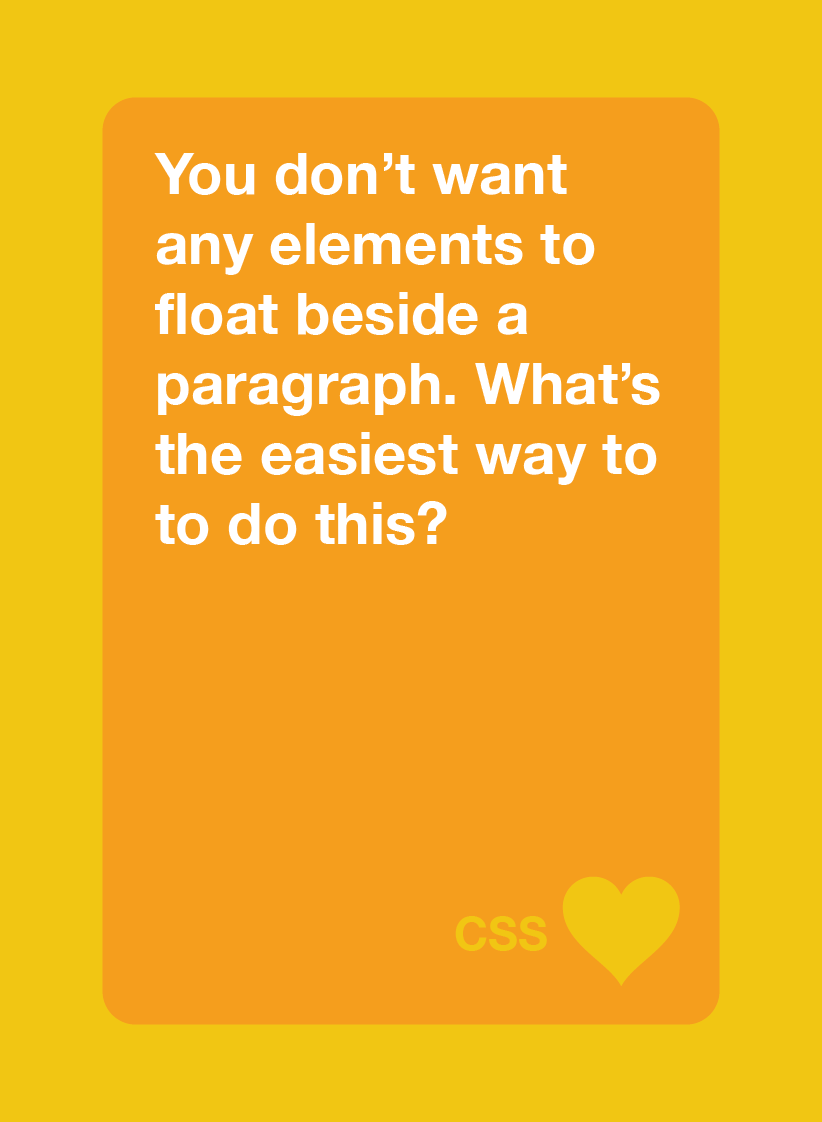 You don’t want
any elements to
float beside a
paragraph. What’s
the easiest way to
to do this?
CSS